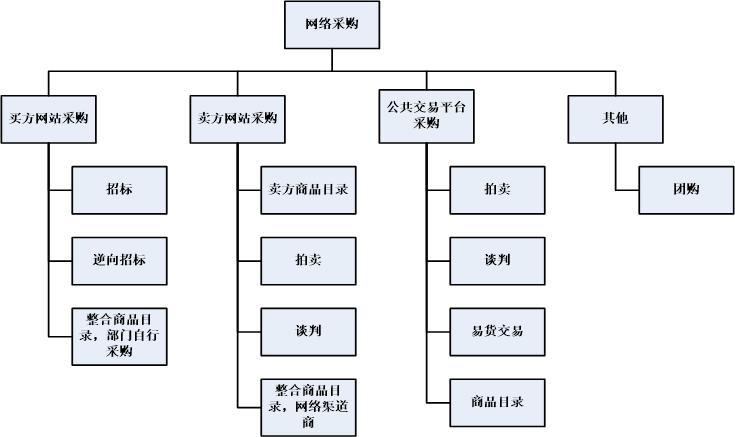 网络采购
买方网站采购
卖方网站采购
公共交易平台
采购
其他
招标
逆向招标
整合商品目
录，部门自行
采购
卖方商品目录
拍卖
谈判
整合商品目
录，网络渠道
商
拍卖
谈判
易货交易
商品目录
团购